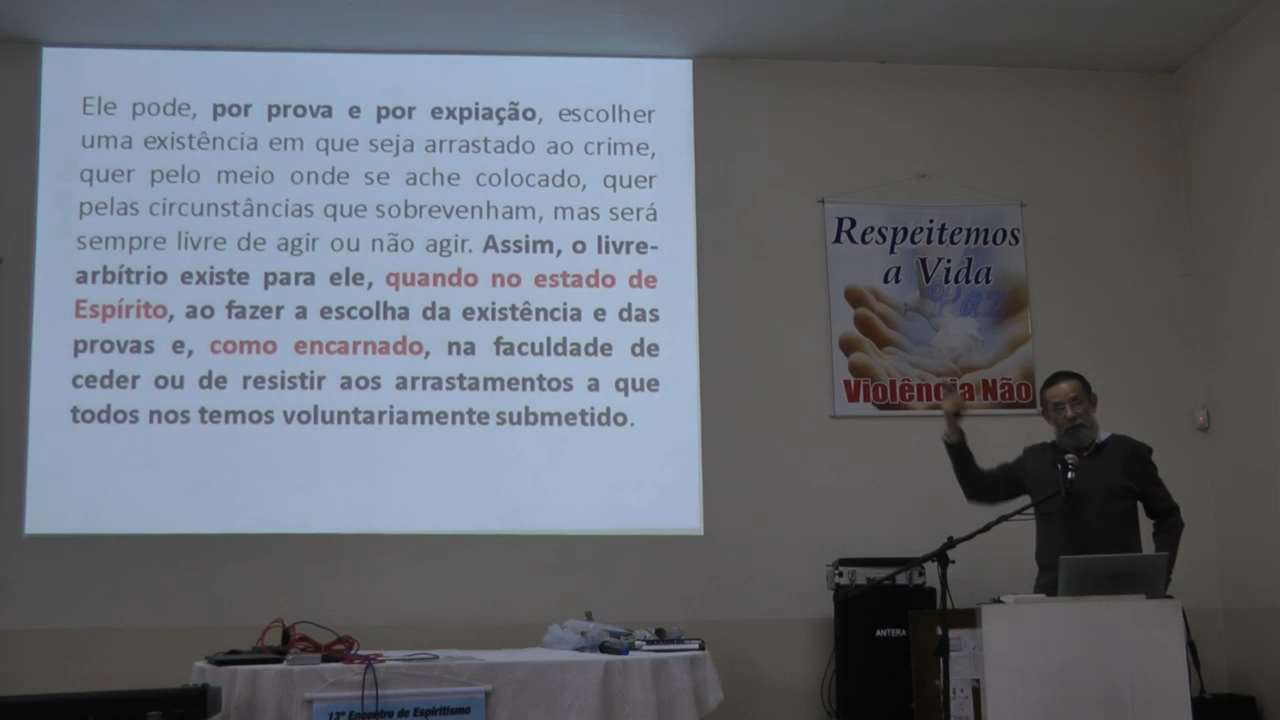 Ele pode, por prova e por expiação, escolher
uma existência em que seja arrastado ao crime,
quer pelo meio onde se ache colocado, quer
pelas circunstâncias que sobrevenham, mas será
sempre livre de agir ou não agir. Assim, o livre-
arbítrio existe para ele, quando no estado de
Espírito, ao fazer a escolha da existência e das
provas e, como encarnado, na faculdade de
ceder ou de resistir aos arrastamentos a que
todos nos temos voluntariamente submetido.
Respeitemos
a Vida
Paz
Violência Não
ANTERA
13º Encontro de Espiritismo